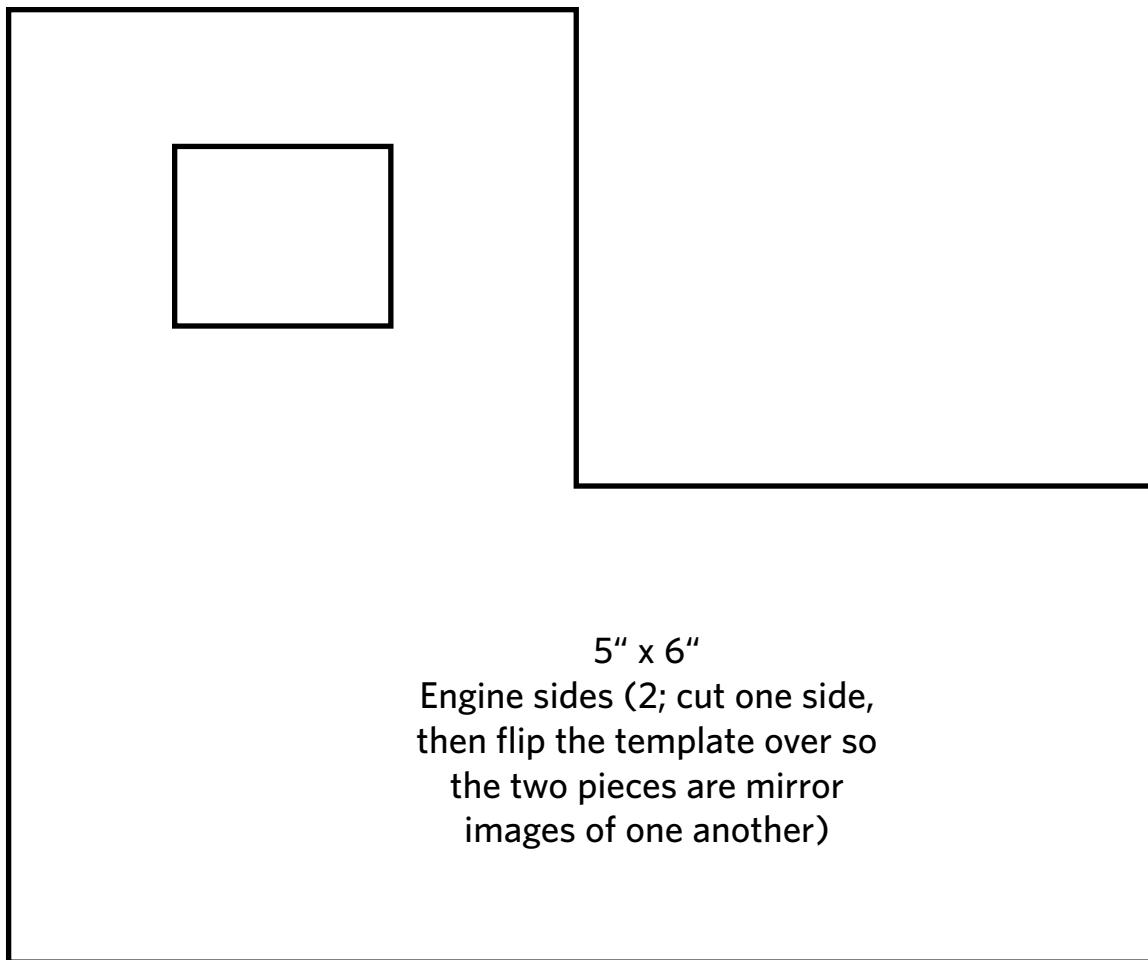 5“ x 6“
Engine sides (2; cut one side,
then flip the template over so
the two pieces are mirror
images of one another)